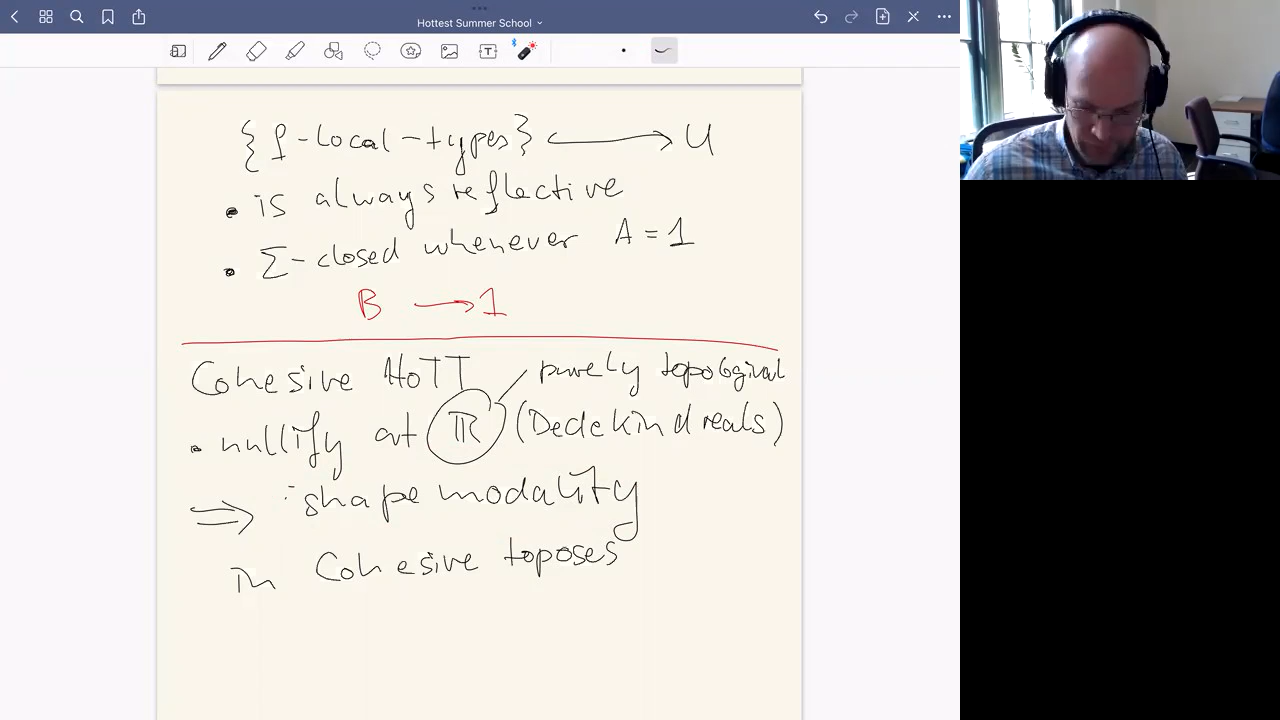 Hottest Summer School
{f-local-types} ⟶ U
• is always reflective
• Σ-closed whenever A = 1
B ⟶ 1
Cohesive HoTT purely topological
• nullify at ℝ (Dedekind reals)
⇒ shape modality
in Cohesive toposes